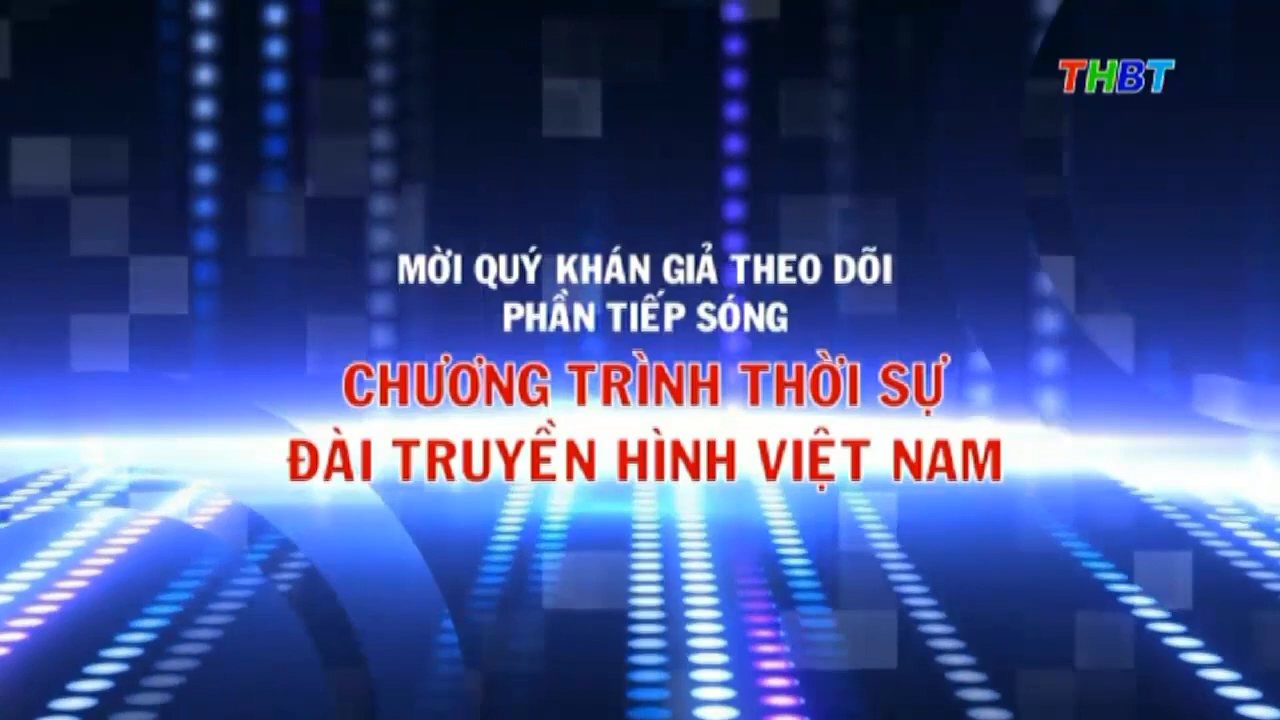 THBT
MỜI QUÝ KHÁN GIẢ THEO DÕI
PHẦN TIẾP SÓNG
CHƯƠNG TRÌNH THỜI SỰ
ĐÀI TRUYỀN HÌNH VIỆT NAM